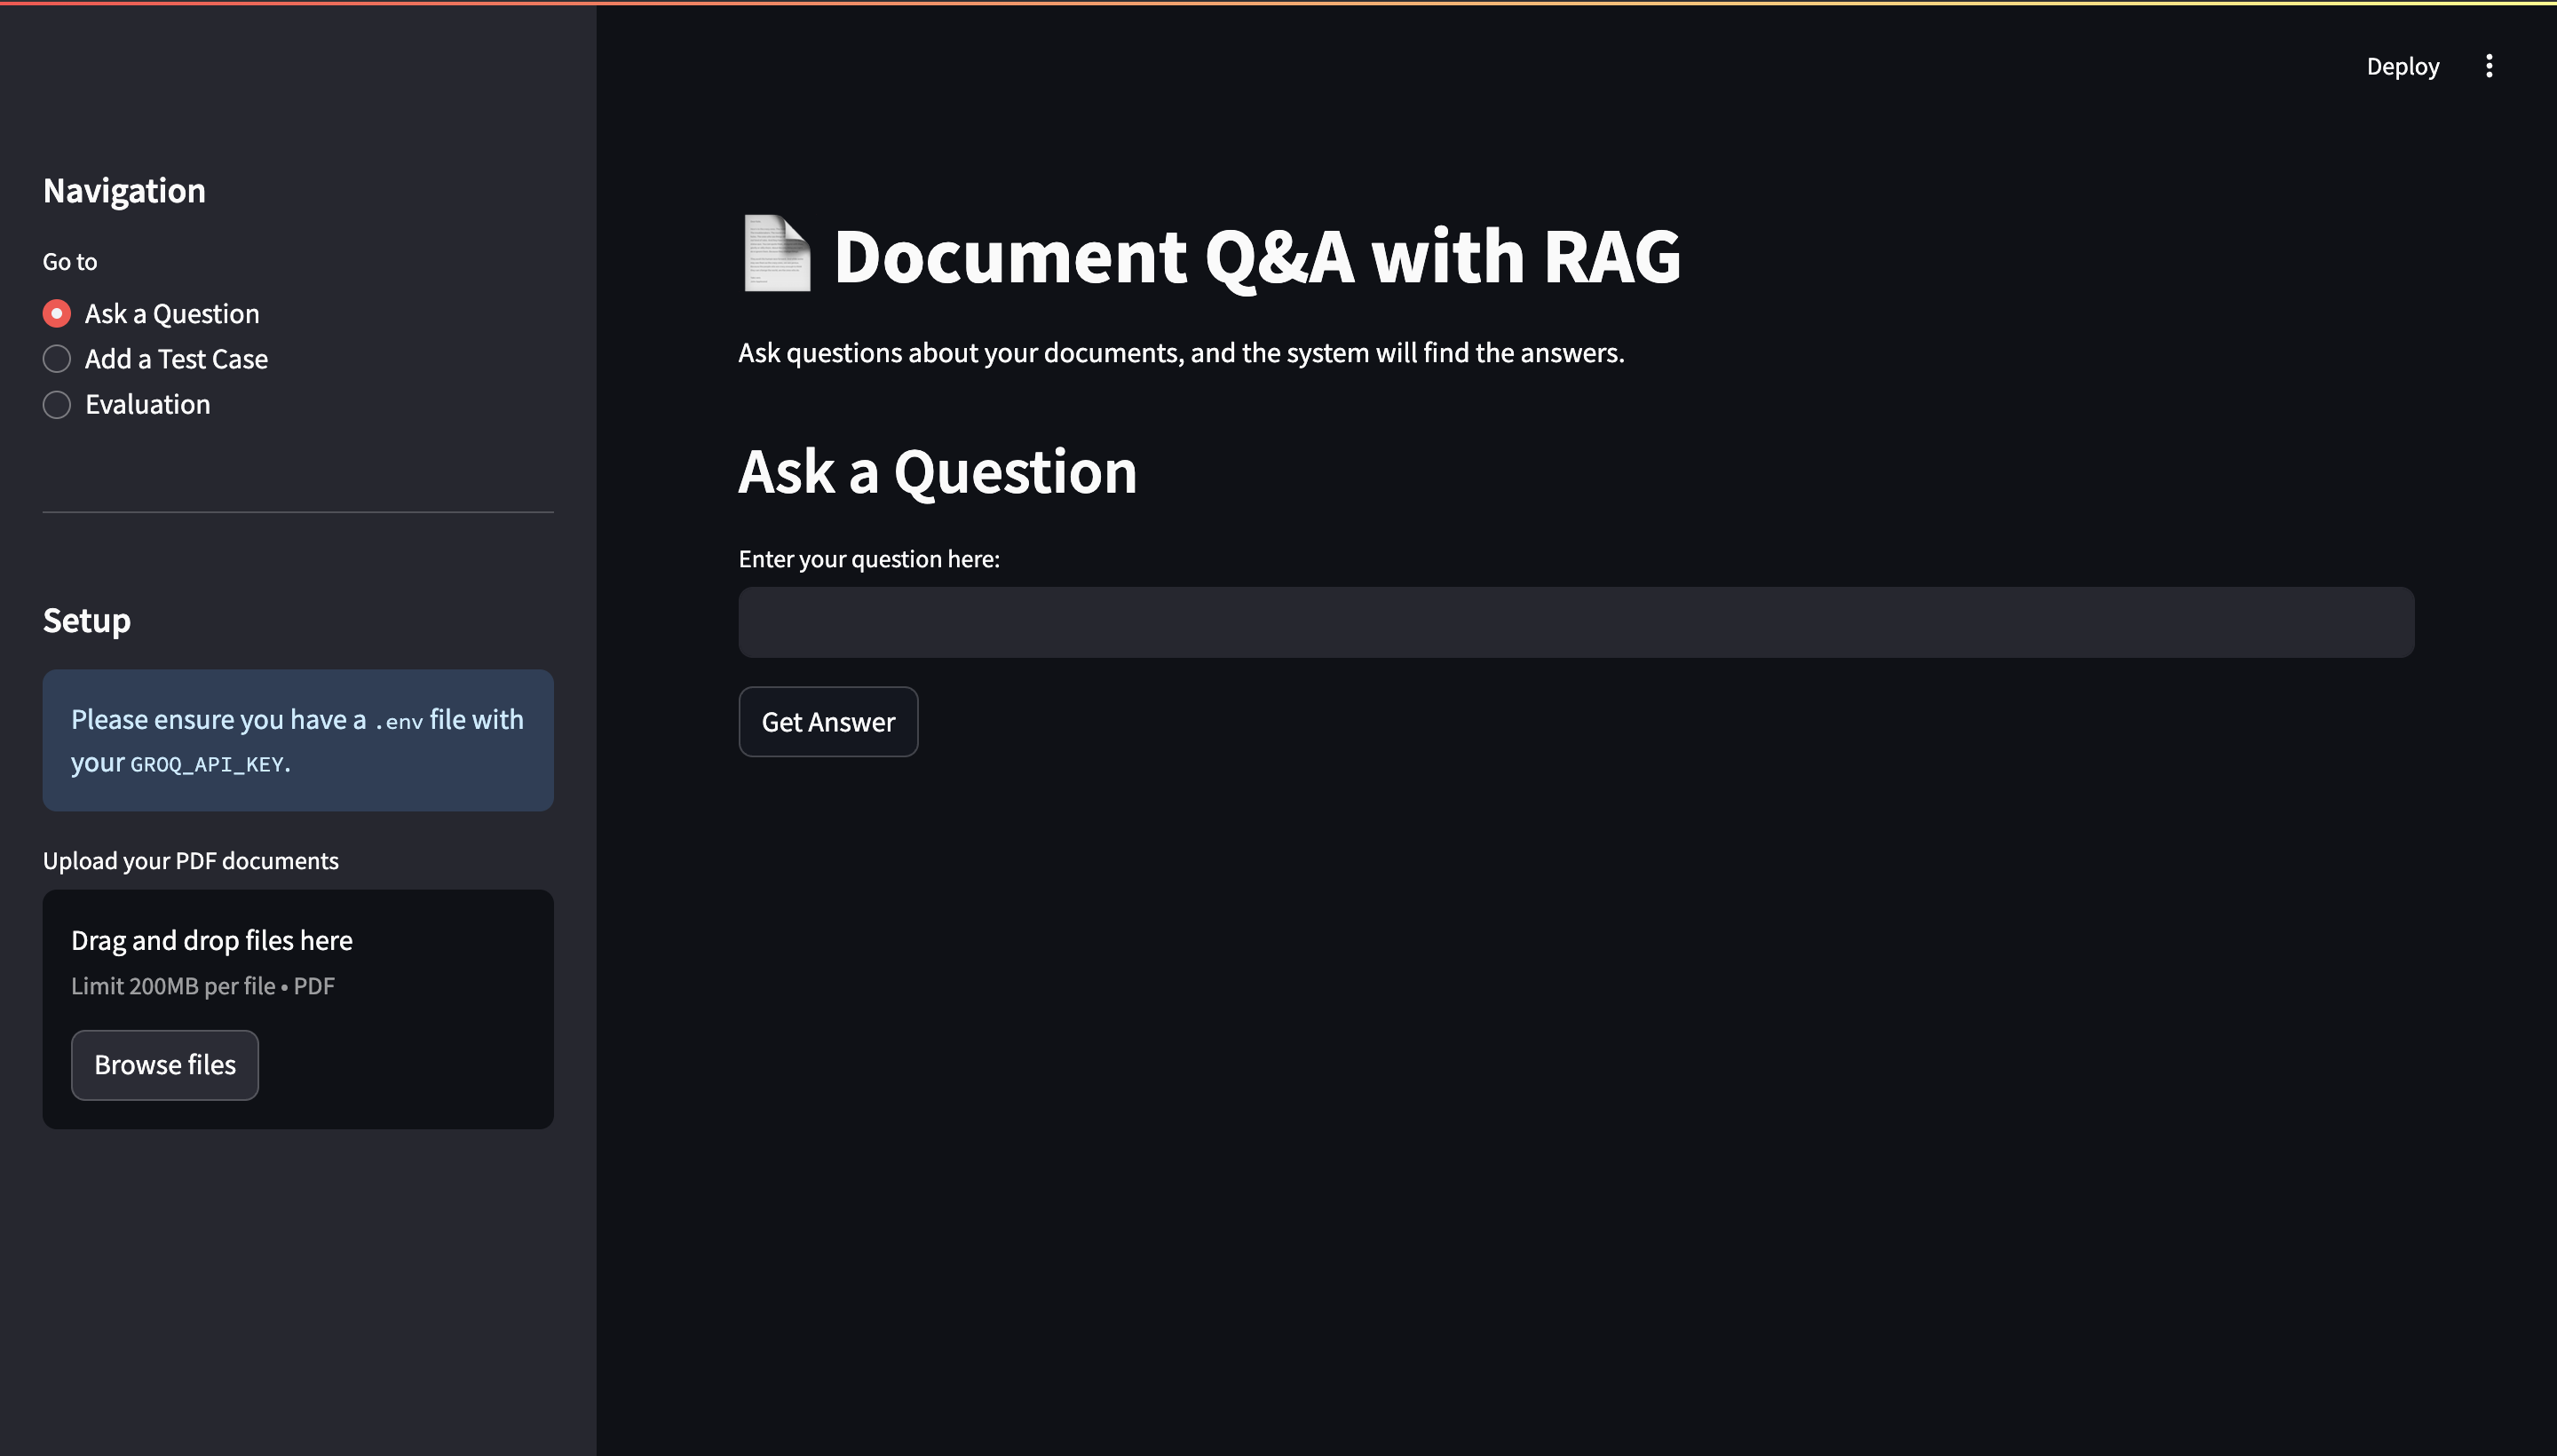 Deploy
Navigation
Go to
Ask a Question
Add a Test Case
Evaluation
Setup
Please ensure you have a .env file with
your GROQ_API_KEY.
Upload your PDF documents
Drag and drop files here
Limit 200MB per file • PDF
Browse files
Document Q&A with RAG
Ask questions about your documents, and the system will find the answers.
Ask a Question
Enter your question here:
Get Answer